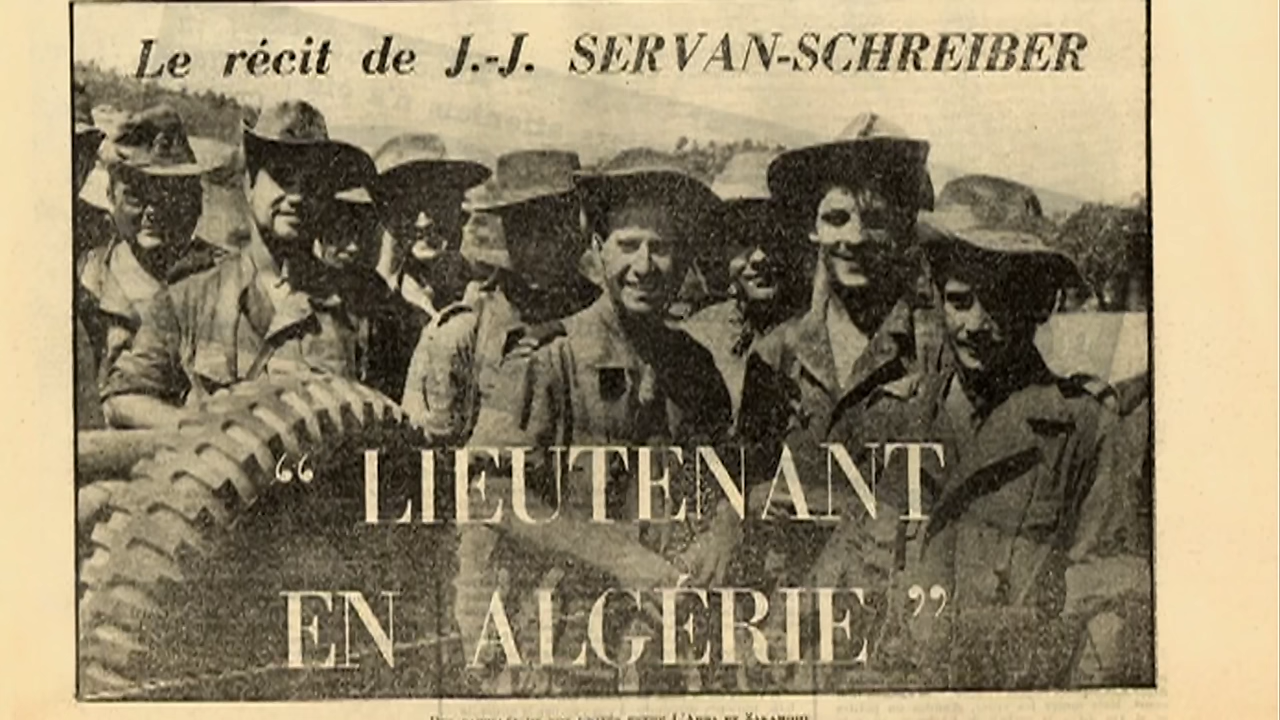 Le récit de J.-J. SERVAN-SCHREIBER
“ LIEUTENANT
EN ALGÉRIE ”